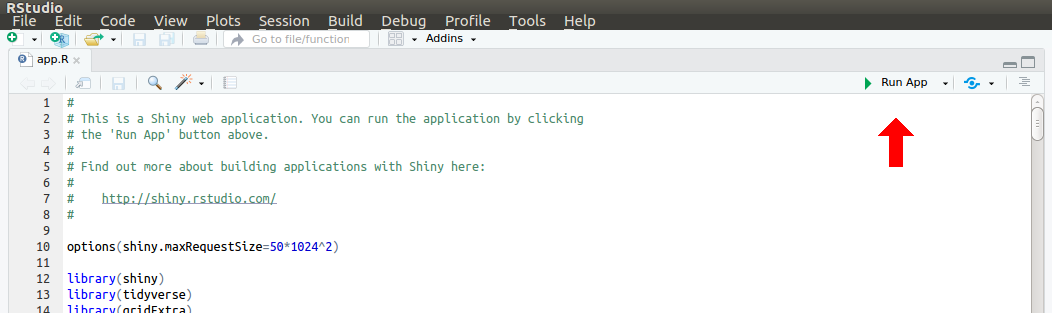 RStudio
File Edit Code View Plots Session Build Debug Profile Tools Help
Go to file/function Addins
app.R
Run App
1 #
2 # This is a Shiny web application. You can run the application by clicking
3 # the 'Run App' button above.
4 #
5 # Find out more about building applications with Shiny here:
6 #
7 # http://shiny.rstudio.com/
8 #
9
10 options(shiny.maxRequestSize=50*1024^2)
11
12 library(shiny)
13 library(tidyverse)
14 library(gridExtra)